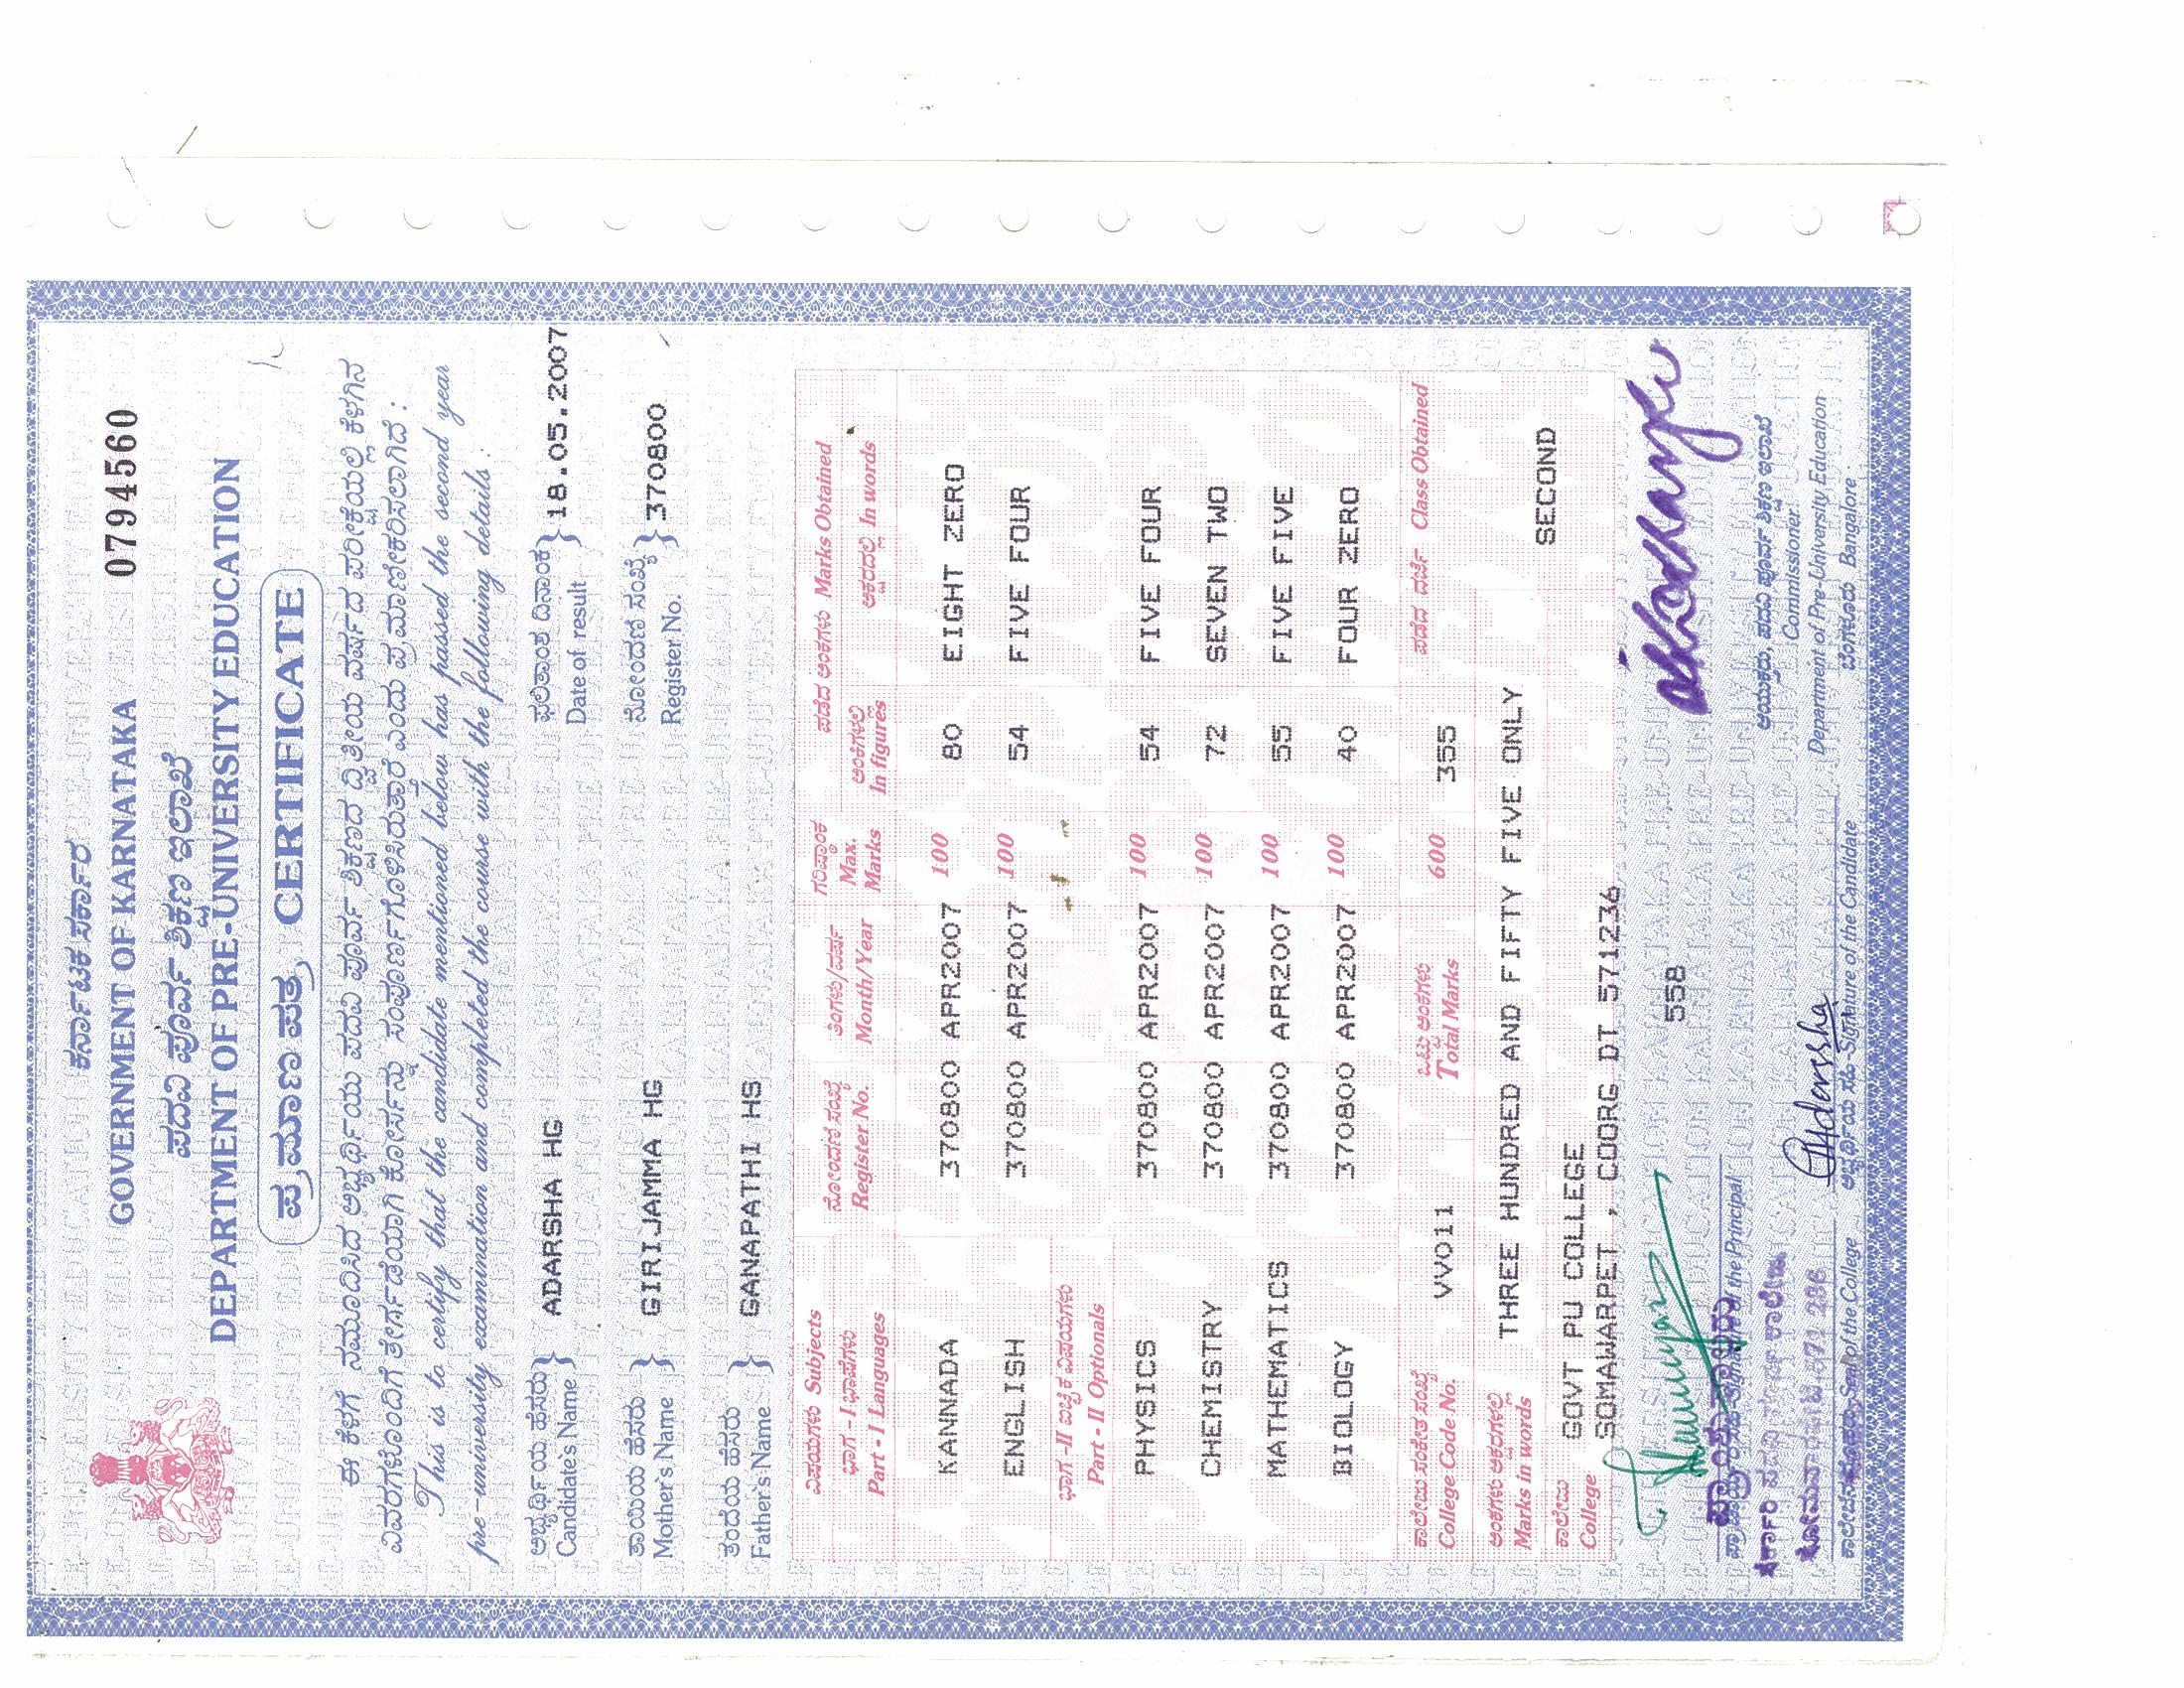 0794560
ಕರ್ನಾಟಕ ಸರ್ಕಾರ
GOVERNMENT OF KARNATAKA
ಪದವಿ ಪೂರ್ವ ಶಿಕ್ಷಣ ಇಲಾಖೆ
DEPARTMENT OF PRE-UNIVERSITY EDUCATION
ಪ್ರಮಾಣ ಪತ್ರ CERTIFICATE
ಈ ಕೆಳಗೆ ನಮೂದಿಸಿದ ಅಭ್ಯರ್ಥಿಯು ಪದವಿ ಪೂರ್ವ ಶಿಕ್ಷಣದ ದ್ವಿತೀಯ ವರ್ಷದ ಪರೀಕ್ಷೆಯಲ್ಲಿ ಕೆಳಗಿನ
ವಿವರಗಳೊಂದಿಗೆ ತೇರ್ಗಡೆಯಾಗಿ ಕೋರ್ಸನ್ನು ಸಂಪೂರ್ಣಗೊಳಿಸಿರುತ್ತಾರೆ ಎಂದು ಪ್ರಮಾಣೀಕರಿಸಲಾಗಿದೆ :
This is to certify that the candidate mentioned below has passed the second year
pre-university examination and completed the course with the following details :
ಅಭ್ಯರ್ಥಿಯ ಹೆಸರು } ADARSHA HG ಫಲಿತಾಂಶ ದಿನಾಂಕ } 18.05.2007
Candidate's Name Date of result
ತಾಯಿಯ ಹೆಸರು } GIRIJAMMA HG ನೋಂದಣಿ ಸಂಖ್ಯೆ } 370800
Mother's Name Register No.
ತಂದೆಯ ಹೆಸರು } GANAPATHI HS
Father's Name
ವಿಷಯಗಳು Subjects ನೋಂದಣಿ ಸಂಖ್ಯೆ ತಿಂಗಳು/ವರ್ಷ ಗರಿಷ್ಠಾಂಕ ಪಡೆದ ಅಂಕಗಳು Marks Obtained
ಭಾಗ - I ಭಾಷೆಗಳು Register No. Month/Year Max. Marks ಅಂಕಿಗಳಲ್ಲಿ ಅಕ್ಷರದಲ್ಲಿ In words
Part - I Languages In figures
KANNADA 370800 APR2007 100 80 EIGHT ZERO
ENGLISH 370800 APR2007 100 54 FIVE FOUR
ಭಾಗ -II ಐಚ್ಛಿಕ ವಿಷಯಗಳು
Part - II Optionals
PHYSICS 370800 APR2007 100 54 FIVE FOUR
CHEMISTRY 370800 APR2007 100 72 SEVEN TWO
MATHEMATICS 370800 APR2007 100 55 FIVE FIVE
BIOLOGY 370800 APR2007 100 40 FOUR ZERO
ಕಾಲೇಜು ಸಂಕೇತ ಸಂಖ್ಯೆ ಒಟ್ಟು ಅಂಕಗಳು ಪಡೆದ ದರ್ಜೆ Class Obtained
College Code No. VV011 Total Marks 600 355
ಅಂಕಗಳು ಅಕ್ಷರಗಳಲ್ಲಿ
Marks in words THREE HUNDRED AND FIFTY FIVE ONLY
SECOND
ಕಾಲೇಜು GOVT PU COLLEGE
College SOMAWARPET , COORG DT 571236
558
ಪ್ರಾಂಶುಪಾಲರು
ಸರ್ಕಾರಿ ಪದವಿ ಪೂರ್ವ ಕಾಲೇಜು
the Principal
Adersha
ಕಾಲೇಜಿನ Seal of the College ಅಭ್ಯರ್ಥಿಯ ಸಹಿ-Signature of the Candidate
ಆಯುಕ್ತರು, ಪದವಿ ಪೂರ್ವ ಶಿಕ್ಷಣ ಇಲಾಖೆ
Commissioner
Department of Pre-University Education
ಬೆಂಗಳೂರು Bangalore